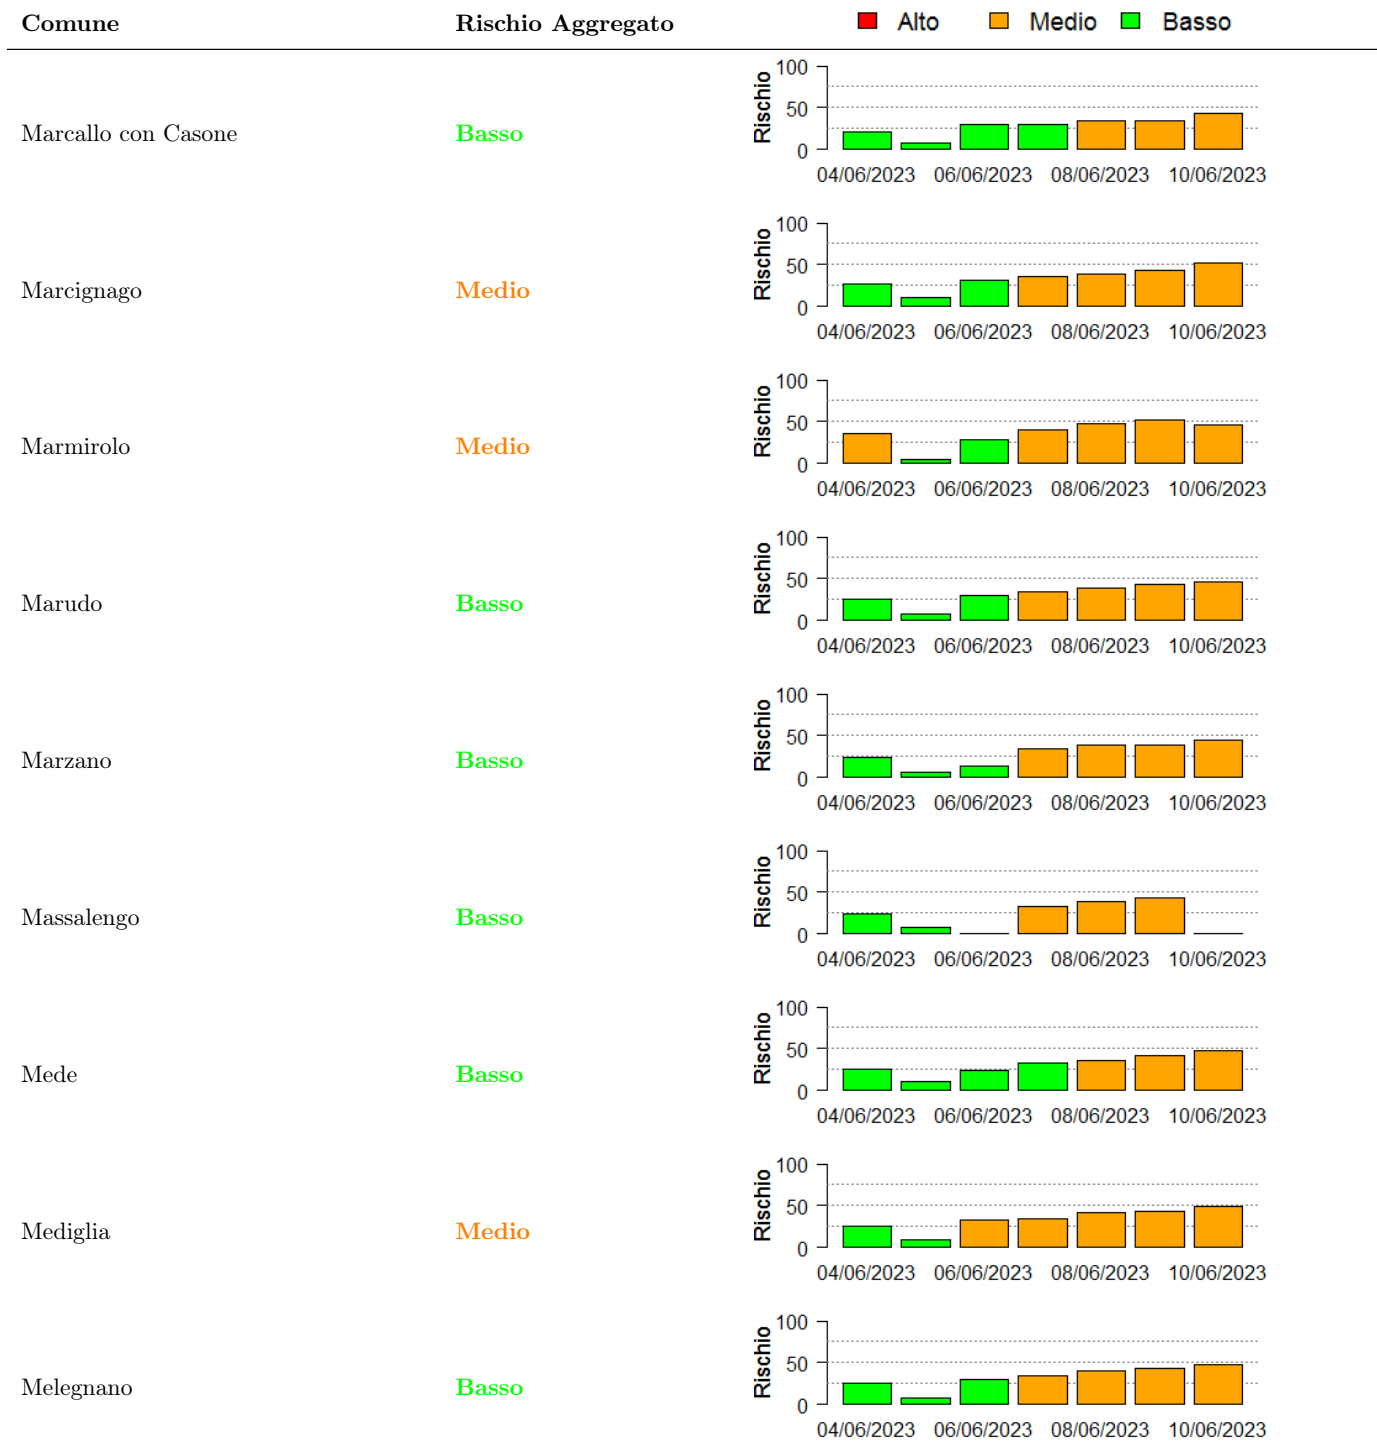 Comune Rischio Aggregato Alto Medio Basso
100
50
0
Rischio
Marcallo con Casone Basso
04/06/2023 06/06/2023 08/06/2023 10/06/2023
100
50
0
Rischio
Marcignago Medio
04/06/2023 06/06/2023 08/06/2023 10/06/2023
100
50
0
Rischio
Marmirolo Medio
04/06/2023 06/06/2023 08/06/2023 10/06/2023
100
50
0
Rischio
Marudo Basso
04/06/2023 06/06/2023 08/06/2023 10/06/2023
100
50
0
Rischio
Marzano Basso
04/06/2023 06/06/2023 08/06/2023 10/06/2023
100
50
0
Rischio
Massalengo Basso
04/06/2023 06/06/2023 08/06/2023 10/06/2023
100
50
0
Rischio
Mede Basso
04/06/2023 06/06/2023 08/06/2023 10/06/2023
100
50
0
Rischio
Mediglia Medio
04/06/2023 06/06/2023 08/06/2023 10/06/2023
100
50
0
Rischio
Melegnano Basso
04/06/2023 06/06/2023 08/06/2023 10/06/2023